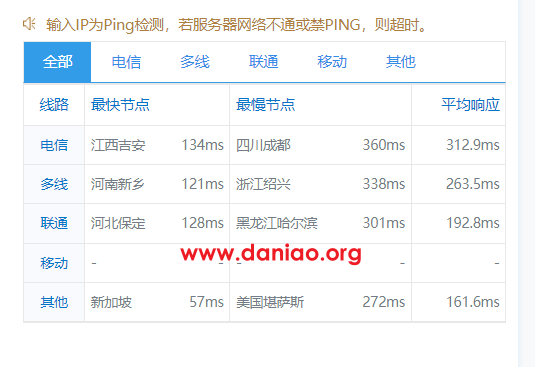 输入IP为Ping检测，若服务器网络不通或禁PING，则超时。
全部 电信 多线 联通 移动 其他
线路 最快节点 最慢节点 平均响应
电信 江西吉安 134ms 四川成都 360ms 312.9ms
多线 河南新乡 121ms 浙江绍兴 338ms 263.5ms
联通 河北保定 128ms 黑龙江哈尔滨 301ms 192.8ms
www.daniao.org
移动 - - - - -
其他 新加坡 57ms 美国堪萨斯 272ms 161.6ms